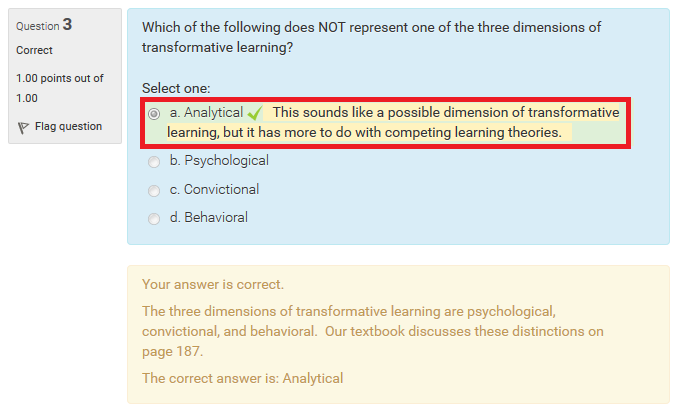 Question 3
Correct
1.00 points out of
1.00
Flag question
Which of the following does NOT represent one of the three dimensions of
transformative learning?
Select one:
a. Analytical This sounds like a possible dimension of transformative
learning, but it has more to do with competing learning theories.
b. Psychological
c. Convictional
d. Behavioral
Your answer is correct.
The three dimensions of transformative learning are psychological,
convictional, and behavioral.  Our textbook discusses these distinctions on
page 187.
The correct answer is: Analytical